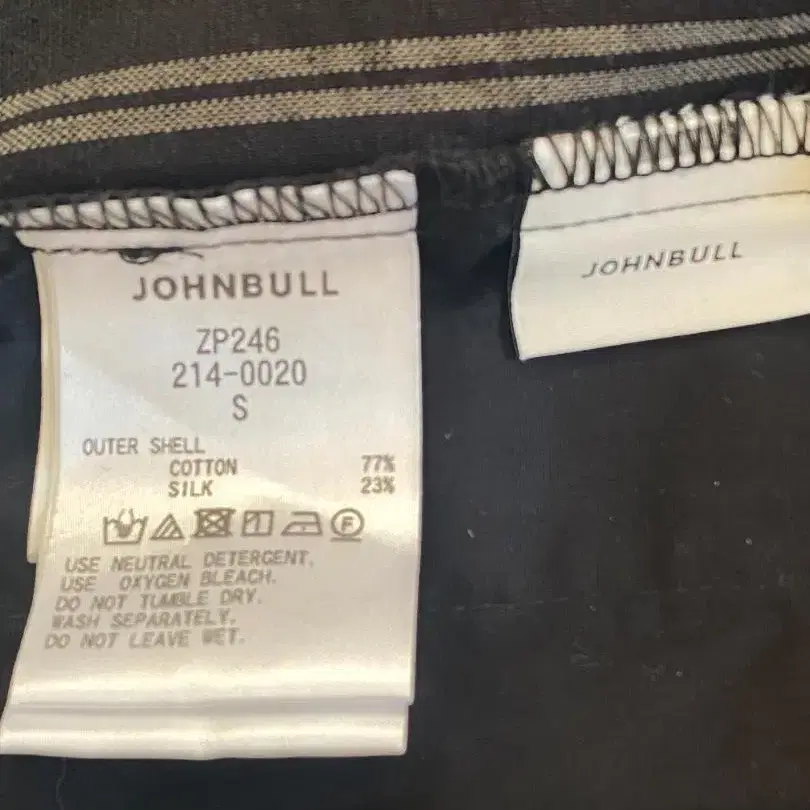 JOHNBULL
ZP246
214-0020
S
OUTER SHELL
COTTON 77%
SILK 23%
F
USE NEUTRAL DETERGENT.
USE OXYGEN BLEACH.
DO NOT TUMBLE DRY.
WASH SEPARATELY.
DO NOT LEAVE WET.
JOHNBULL